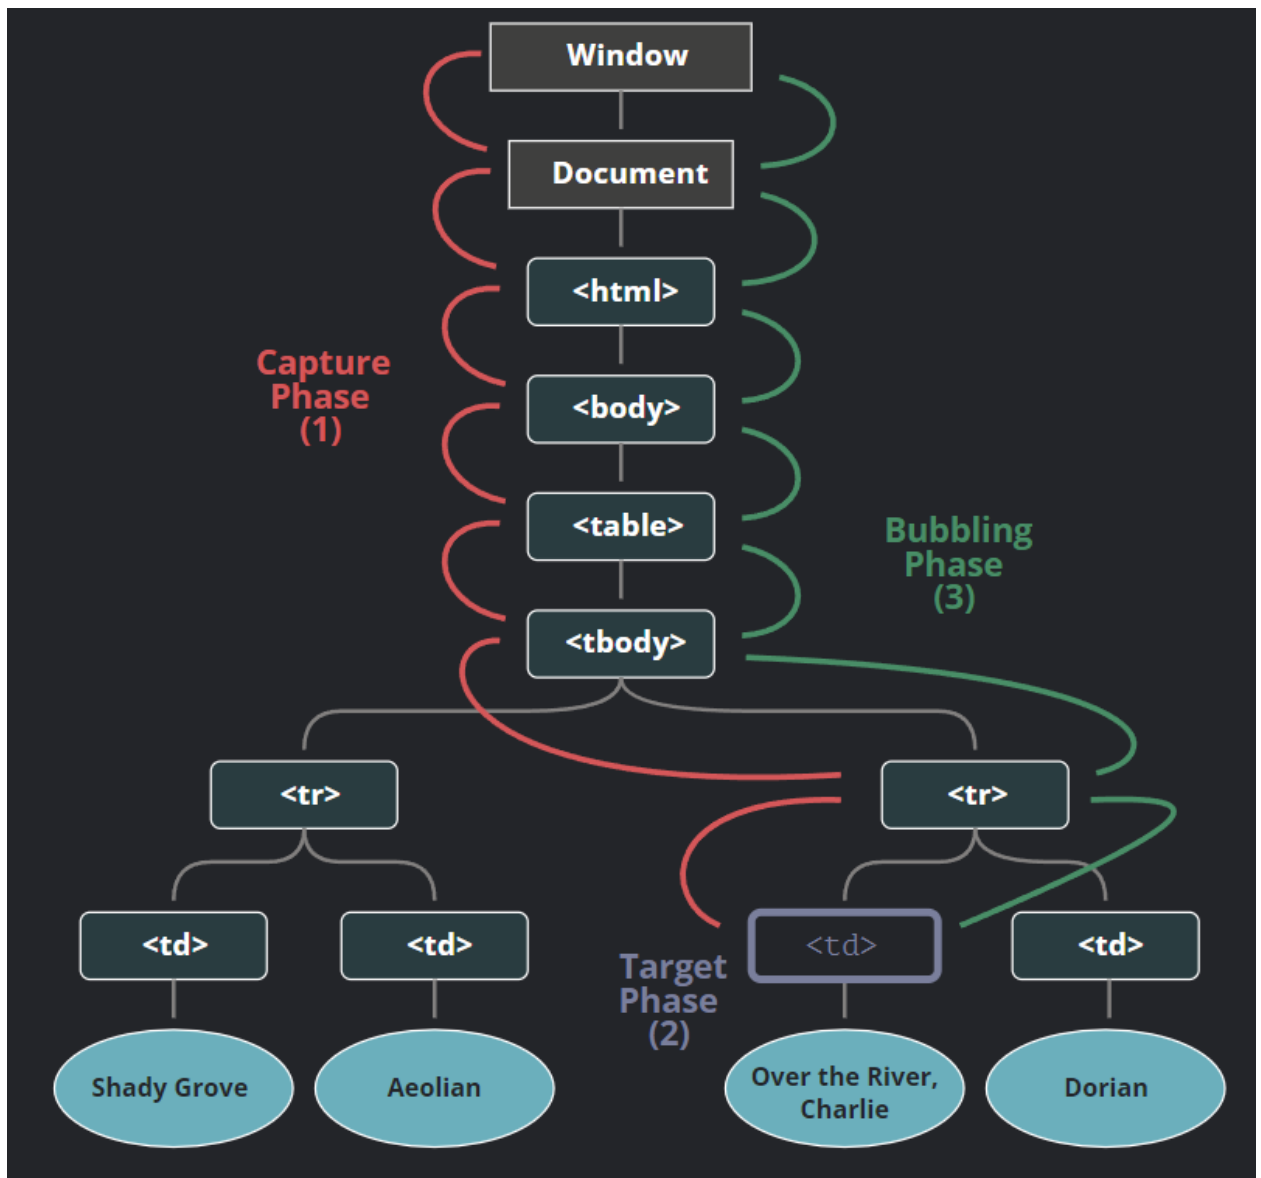 Window
Document
<html>
Capture
Phase
(1)
<body>
<table>
Bubbling
Phase
(3)
<tbody>
<tr>
<tr>
<td>
<td>
<td>
<td>
Target
Phase
(2)
Shady Grove
Aeolian
Over the River,
Charlie
Dorian